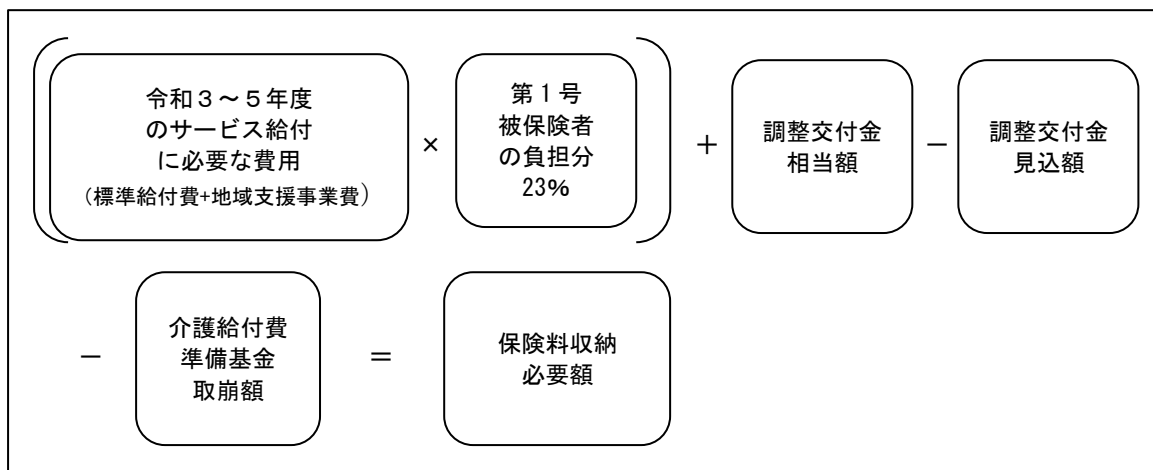 令和３～５年度
のサービス給付
に必要な費用
（標準給付費+地域支援事業費）
×
第１号
被保険者
の負担分
23%
＋
調整交付金
相当額
－
調整交付金
見込額
－
介護給付費
準備基金
取崩額
＝
保険料収納
必要額